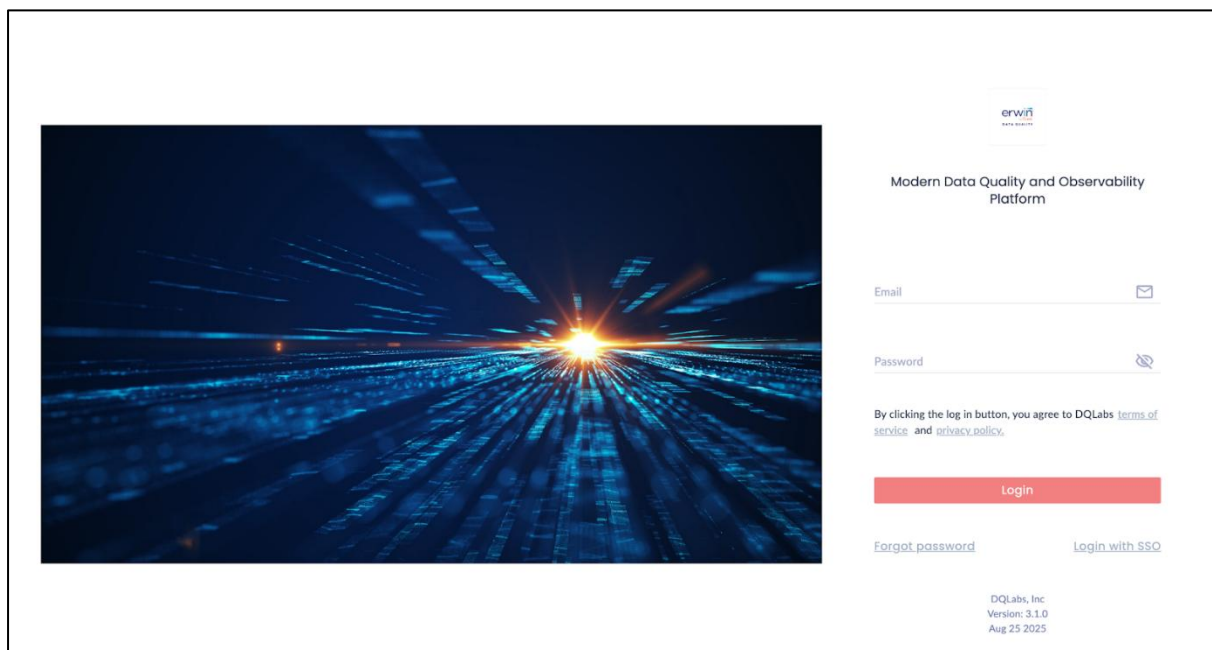 erwin
DATA QUALITY
Modern Data Quality and Observability
Platform
Email
Password
By clicking the log in button, you agree to DQLabs terms of
service and privacy policy.
Login
Forgot password
Login with SSO
DQLabs, Inc
Version: 3.1.0
Aug 25 2025